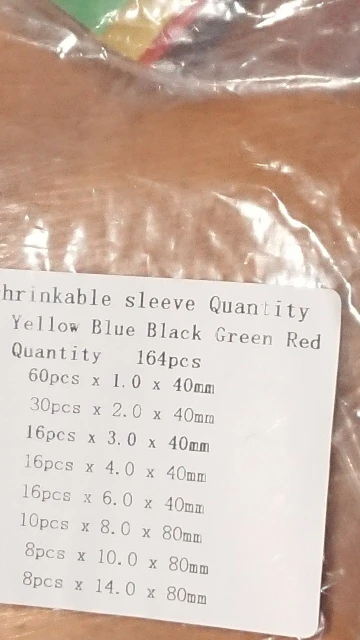 hrinkable sleeve Quantity
Yellow Blue Black Green Red
Quantity 164pcs
60pcs x 1.0 x 40mm
30pcs x 2.0 x 40mm
16pcs x 3.0 x 40mm
16pcs x 4.0 x 40mm
16pcs x 6.0 x 40mm
10pcs x 8.0 x 80mm
8pcs x 10.0 x 80mm
8pcs x 14.0 x 80mm